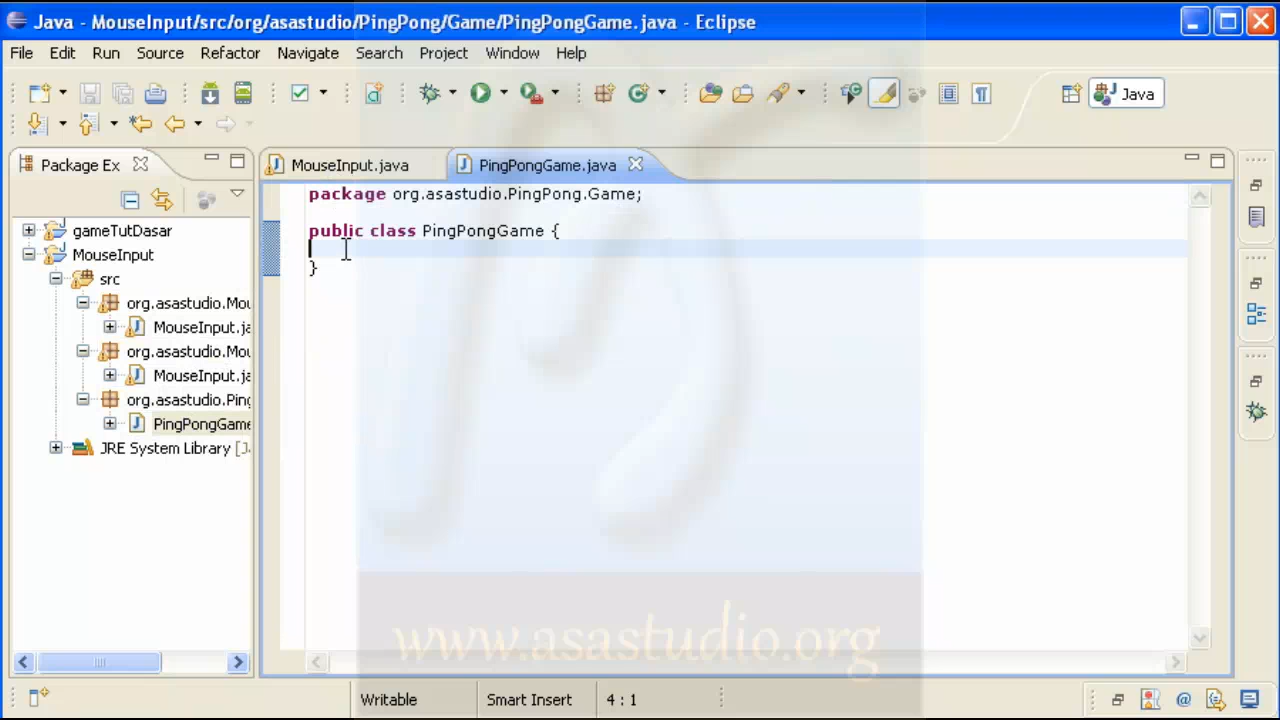 Java - MouseInput/src/org/asastudio/PingPong/Game/PingPongGame.java - Eclipse
File Edit Run Source Refactor Navigate Search Project Window Help
Java
Package Ex
MouseInput.java
PingPongGame.java
package org.asastudio.PingPong.Game;
public class PingPongGame {
}
gameTutDasar
MouseInput
src
org.asastudio.Mou
MouseInput.ja
org.asastudio.Mou
MouseInput.ja
org.asastudio.Ping
PingPongGame
JRE System Library [J
www.asastudio.org
Writable
Smart Insert
4 : 1